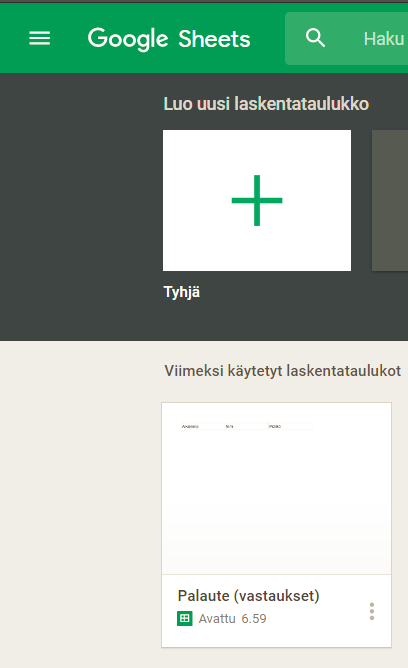 Google Sheets
Haku
Luo uusi laskentataulukko
Tyhjä
Viimeksi käytetyt laskentataulukot
Palaute (vastaukset)
Avattu 6.59